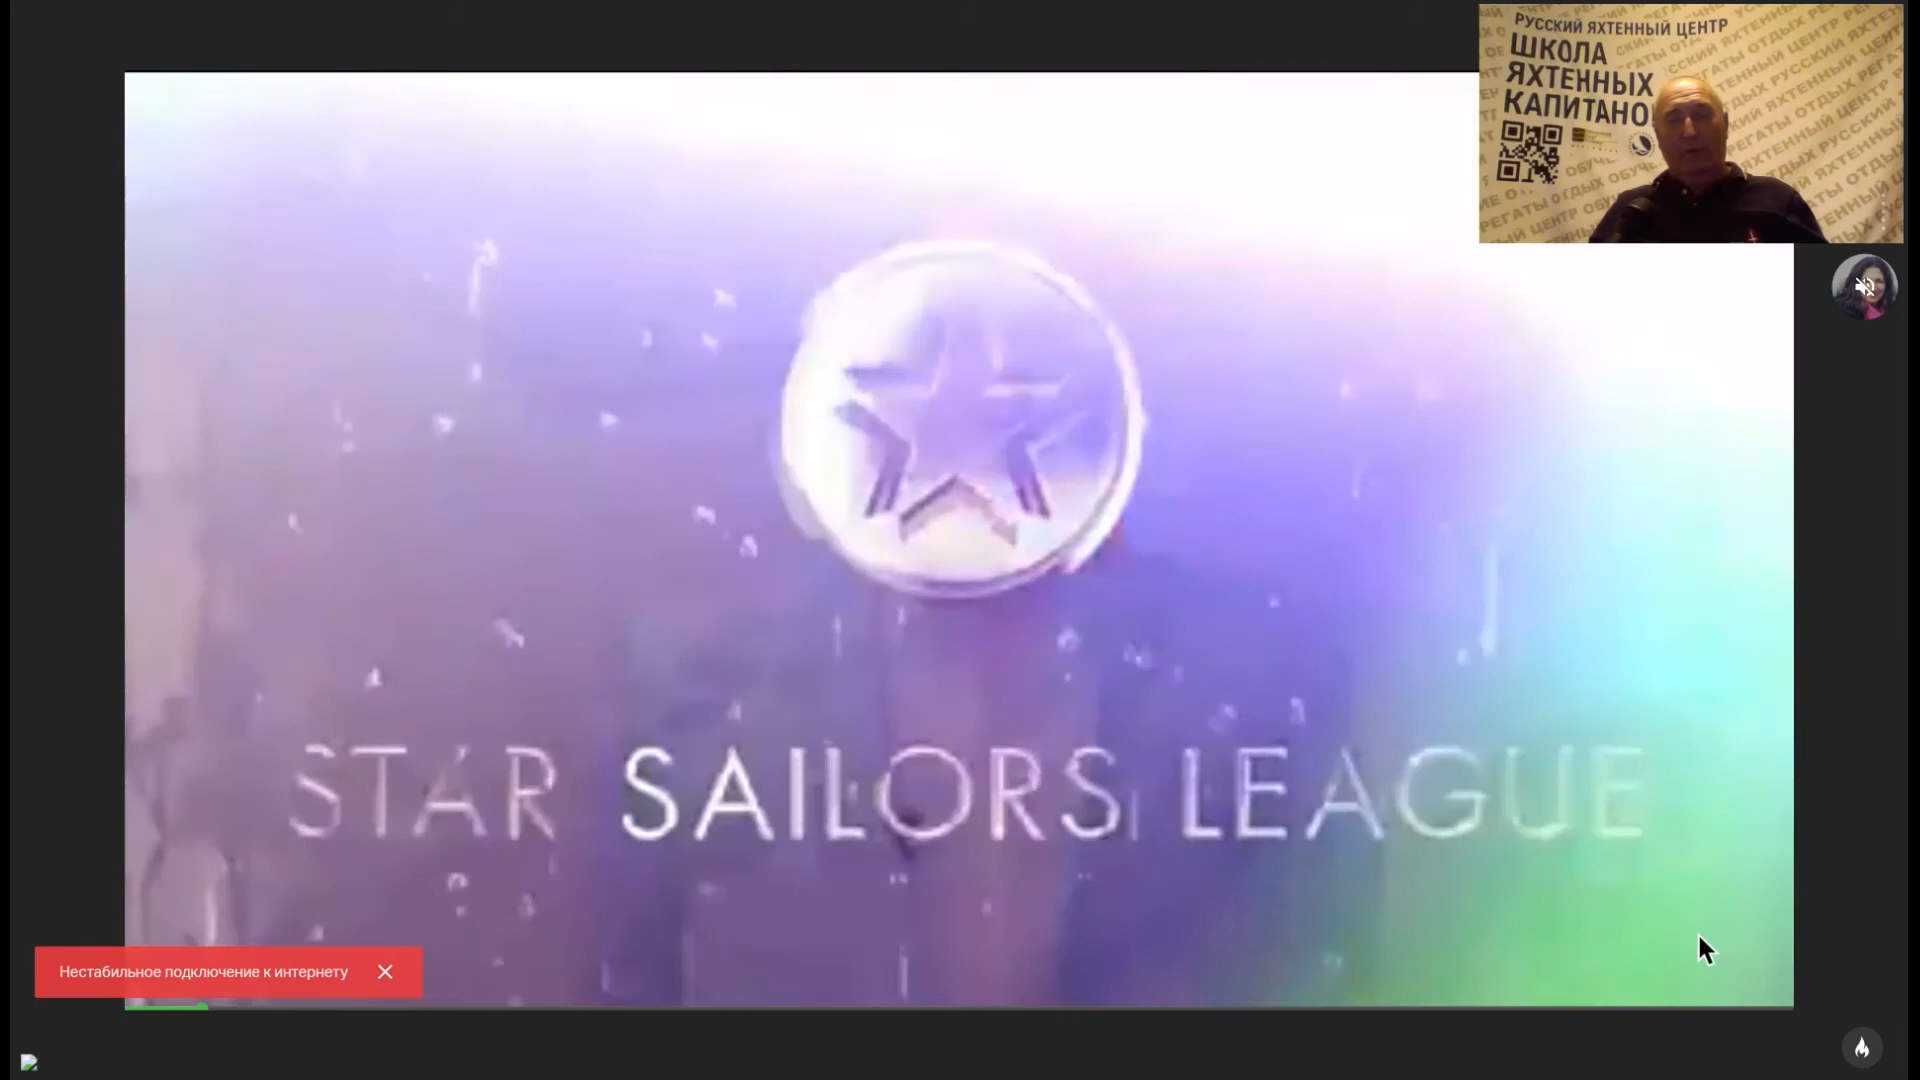 РУССКИЙ ЯХТЕННЫЙ ЦЕНТР
ШКОЛА
ЯХТЕННЫХ
КАПИТАНО
STAR SAILORS LEAGUE
Нестабильное подключение к интернету